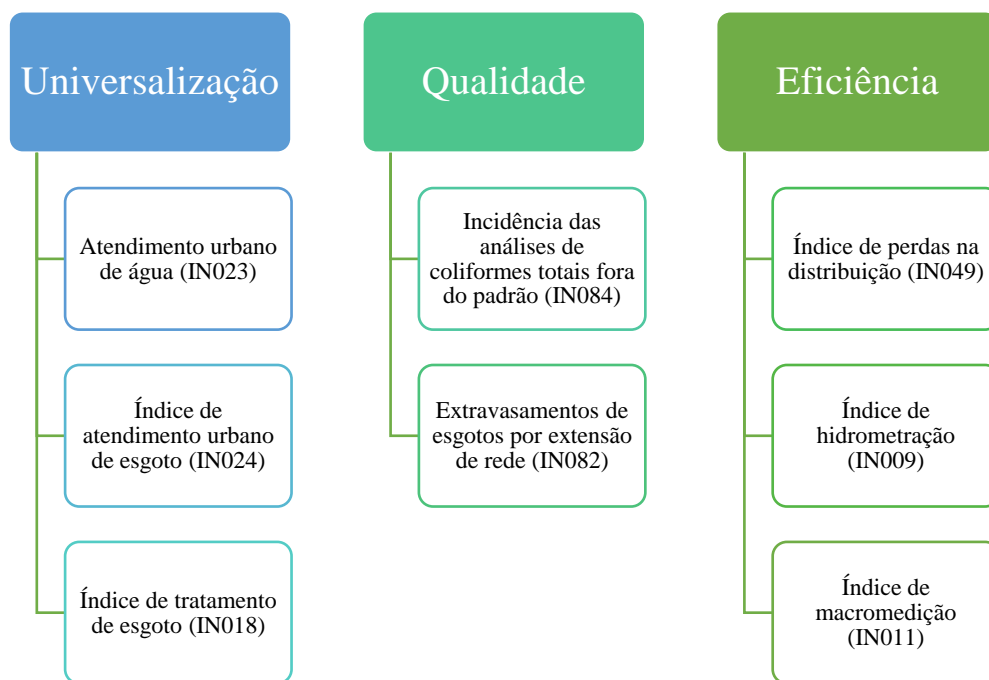 Universalização
Atendimento urbano
de água (IN023)
Índice de
atendimento urbano
de esgoto (IN024)
Índice de tratamento
de esgoto (IN018)
Qualidade
Incidência das
análises de
coliformes totais fora
do padrão (IN084)
Extravasamentos de
esgotos por extensão
de rede (IN082)
Eficiência
Índice de perdas na
distribuição (IN049)
Índice de
hidrometração
(IN009)
Índice de
macromedição
(IN011)